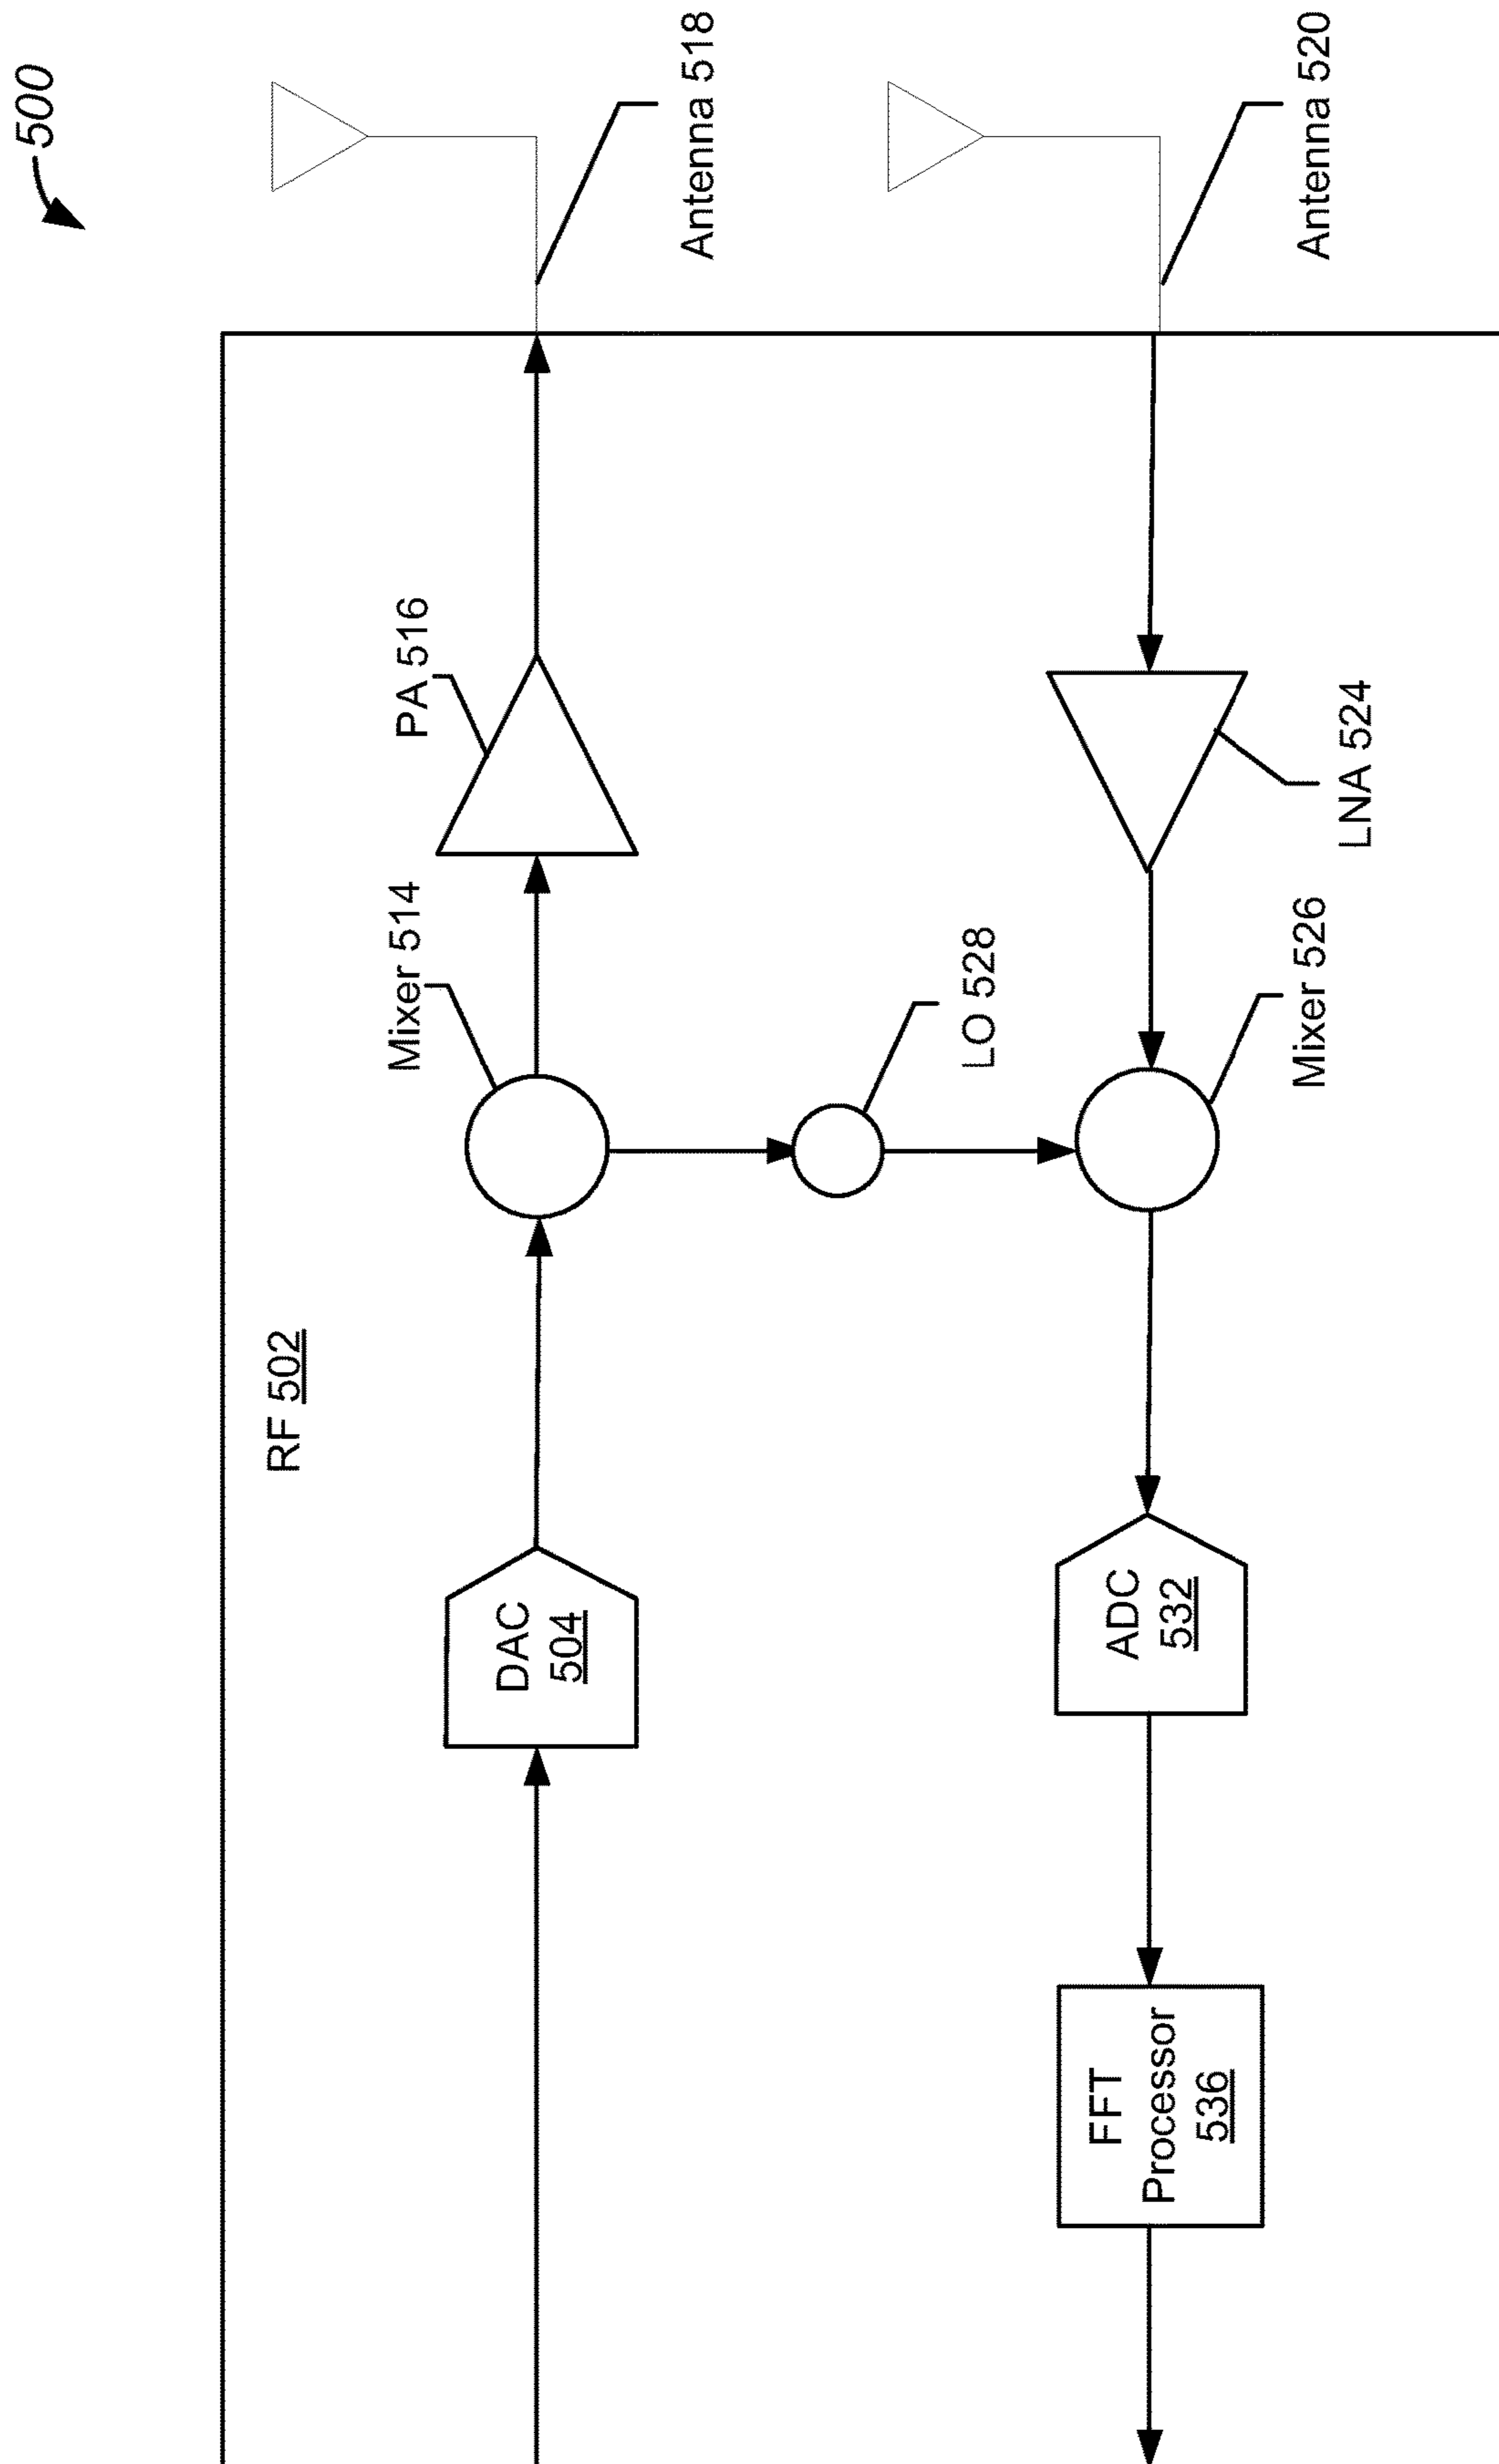 500
RF 502
DAC
504
Mixer 514
PA 516
Antenna 518
LO 528
FFT
Processor
536
ADC
532
Mixer 526
LNA 524
Antenna 520